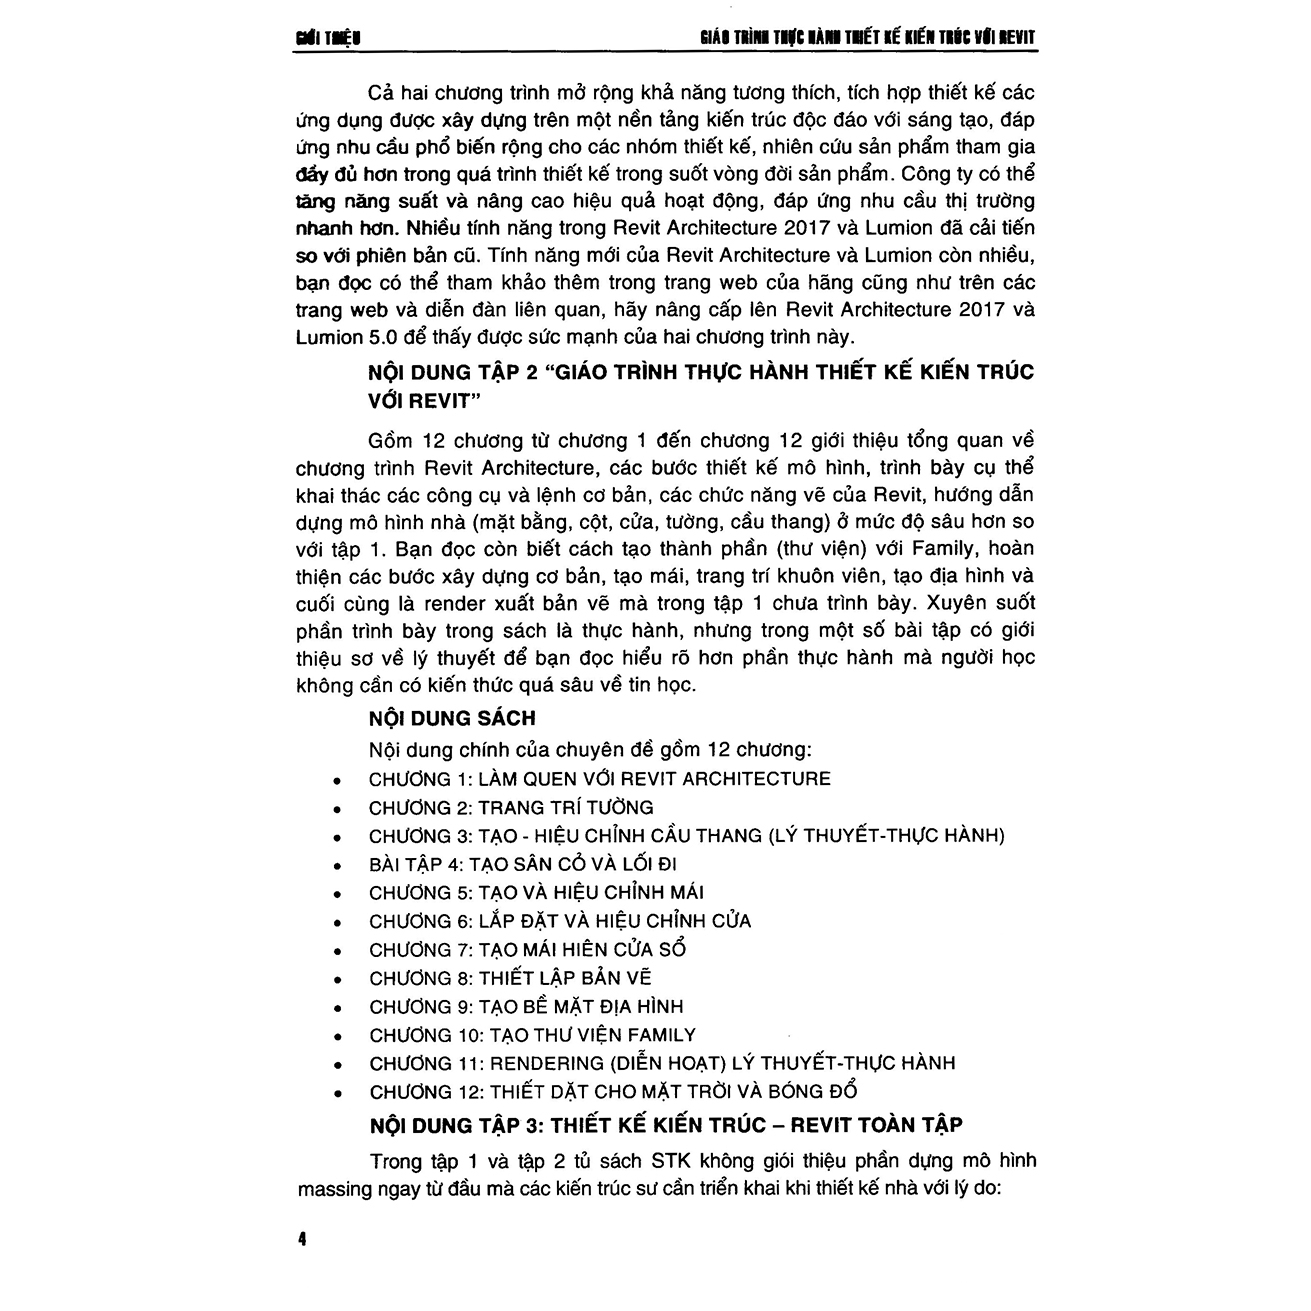 GIỚI THIỆU GIÁO TRÌNH THỰC HÀNH THIẾT KẾ KIẾN TRÚC VỚI REVIT
Cả hai chương trình mở rộng khả năng tương thích, tích hợp thiết kế các
ứng dụng được xây dựng trên một nền tảng kiến trúc độc đáo với sáng tạo, đáp
ứng nhu cầu phổ biến rộng cho các nhóm thiết kế, nhiên cứu sản phẩm tham gia
đầy đủ hơn trong quá trình thiết kế trong suốt vòng đời sản phẩm. Công ty có thể
tăng năng suất và nâng cao hiệu quả hoạt động, đáp ứng nhu cầu thị trường
nhanh hơn. Nhiều tính năng trong Revit Architecture 2017 và Lumion đã cải tiến
so với phiên bản cũ. Tính năng mới của Revit Architecture và Lumion còn nhiều,
bạn đọc có thể tham khảo thêm trong trang web của hãng cũng như trên các
trang web và diễn đàn liên quan, hãy nâng cấp lên Revit Architecture 2017 và
Lumion 5.0 để thấy được sức mạnh của hai chương trình này.
NỘI DUNG TẬP 2 “GIÁO TRÌNH THỰC HÀNH THIẾT KẾ KIẾN TRÚC
VỚI REVIT”
Gồm 12 chương từ chương 1 đến chương 12 giới thiệu tổng quan về
chương trình Revit Architecture, các bước thiết kế mô hình, trình bày cụ thể
khai thác các công cụ và lệnh cơ bản, các chức năng vẽ của Revit, hướng dẫn
dựng mô hình nhà (mặt bằng, cột, cửa, tường, cầu thang) ở mức độ sâu hơn so
với tập 1. Bạn đọc còn biết cách tạo thành phần (thư viện) với Family, hoàn
thiện các bước xây dựng cơ bản, tạo mái, trang trí khuôn viên, tạo địa hình và
cuối cùng là render xuất bản vẽ mà trong tập 1 chưa trình bày. Xuyên suốt
phần trình bày trong sách là thực hành, nhưng trong một số bài tập có giới
thiệu sơ về lý thuyết để bạn đọc hiểu rõ hơn phần thực hành mà người học
không cần có kiến thức quá sâu về tin học.
NỘI DUNG SÁCH
Nội dung chính của chuyên đề gồm 12 chương:
• CHƯƠNG 1: LÀM QUEN VỚI REVIT ARCHITECTURE
• CHƯƠNG 2: TRANG TRÍ TƯỜNG
• CHƯƠNG 3: TẠO - HIỆU CHỈNH CẦU THANG (LÝ THUYẾT-THỰC HÀNH)
• BÀI TẬP 4: TẠO SÂN CỎ VÀ LỐI ĐI
• CHƯƠNG 5: TẠO VÀ HIỆU CHỈNH MÁI
• CHƯƠNG 6: LẮP ĐẶT VÀ HIỆU CHỈNH CỬA
• CHƯƠNG 7: TẠO MÁI HIÊN CỬA SỔ
• CHƯƠNG 8: THIẾT LẬP BẢN VẼ
• CHƯƠNG 9: TẠO BỀ MẶT ĐỊA HÌNH
• CHƯƠNG 10: TẠO THƯ VIỆN FAMILY
• CHƯƠNG 11: RENDERING (DIỄN HOẠT) LÝ THUYẾT-THỰC HÀNH
• CHƯƠNG 12: THIẾT DẶT CHO MẶT TRỜI VÀ BÓNG ĐỔ
NỘI DUNG TẬP 3: THIẾT KẾ KIẾN TRÚC – REVIT TOÀN TẬP
Trong tập 1 và tập 2 tủ sách STK không giói thiệu phần dựng mô hình
massing ngay từ đầu mà các kiến trúc sư cần triển khai khi thiết kế nhà với lý do:
4